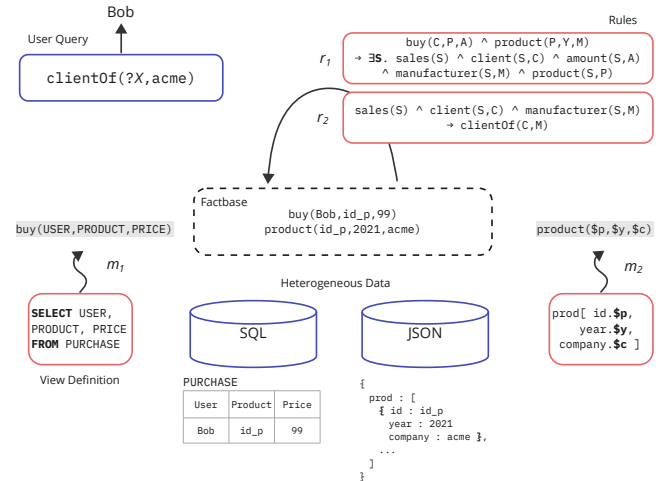 Bob
User Query
clientOf(?X,acme)
Rules
r1
buy(C,P,A) ^ product(P,Y,M)
→ ∃S. sales(S) ^ client(S,C) ^ amount(S,A)
^ manufacturer(S,M) ^ product(S,P)
r2
sales(S) ^ client(S,C) ^ manufacturer(S,M)
→ clientOf(C,M)
Factbase
buy(Bob,id_p,99)
product(id_p,2021,acme)
buy(USER,PRODUCT,PRICE)
m1
SELECT USER,
PRODUCT, PRICE
FROM PURCHASE
View Definition
product($p,$y,$c)
m2
prod[ id.$p,
year.$y,
company.$c ]
Heterogeneous Data
SQL
JSON
PURCHASE
User Product Price
Bob id_p 99
{
prod : [
{ id : id_p
year : 2021
company : acme },
...
]
}